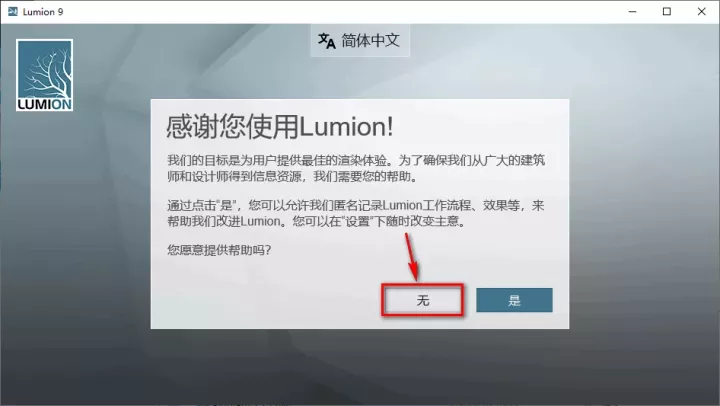 Lumion 9
简体中文
LUMION
感谢您使用Lumion!
我们的目标是为用户提供最佳的渲染体验。为了确保我们从广大的建筑
师和设计师得到信息资源，我们需要您的帮助。
通过点击“是”，您可以允许我们匿名记录Lumion工作流程、效果等，来
帮助我们改进Lumion。您可以在“设置”下随时改变主意。
您愿意提供帮助吗？
无
是